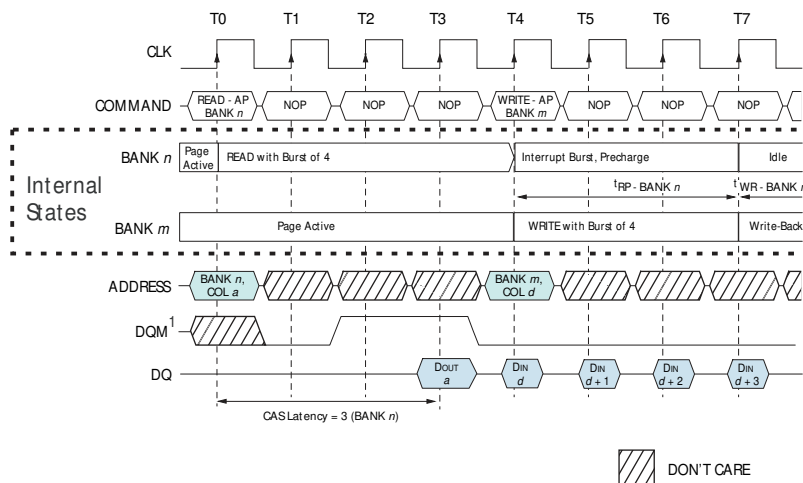 T0 T1 T2 T3 T4 T5 T6 T7
CLK
COMMAND
READ - AP BANK n
NOP
NOP
NOP
WRITE - AP BANK m
NOP
NOP
NOP
Internal States
BANK n
Page Active
READ with Burst of 4
Interrupt Burst, Precharge
Idle
tRP - BANK n
t WR - BANK
BANK m
Page Active
WRITE with Burst of 4
Write-Back
ADDRESS
BANK n, COL a
BANK m, COL d
DQM1
DQ
DOUT a
DIN d
DIN d + 1
DIN d + 2
DIN d + 3
CAS Latency = 3 (BANK n)
DON'T CARE